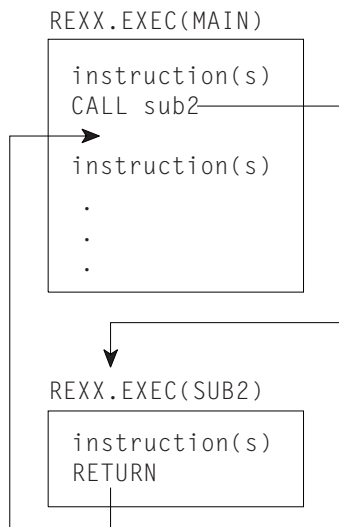 REXX.EXEC(MAIN)
instruction(s)
CALL sub2
instruction(s)
.
.
.
REXX.EXEC(SUB2)
instruction(s)
RETURN